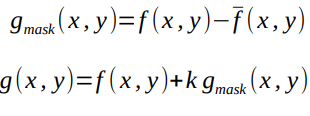 g_mask(x,y)=f(x,y)−f̄(x,y)
g(x,y)=f(x,y)+k g_mask(x,y)